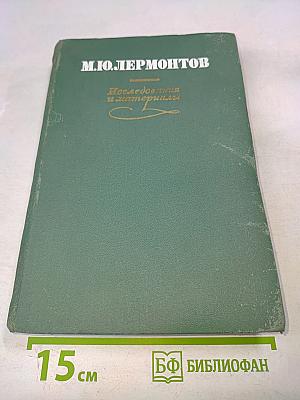 М.Ю.ЛЕРМОНТОВ
Исследования
и материалы
15 см
БФ БИБЛИОФАН